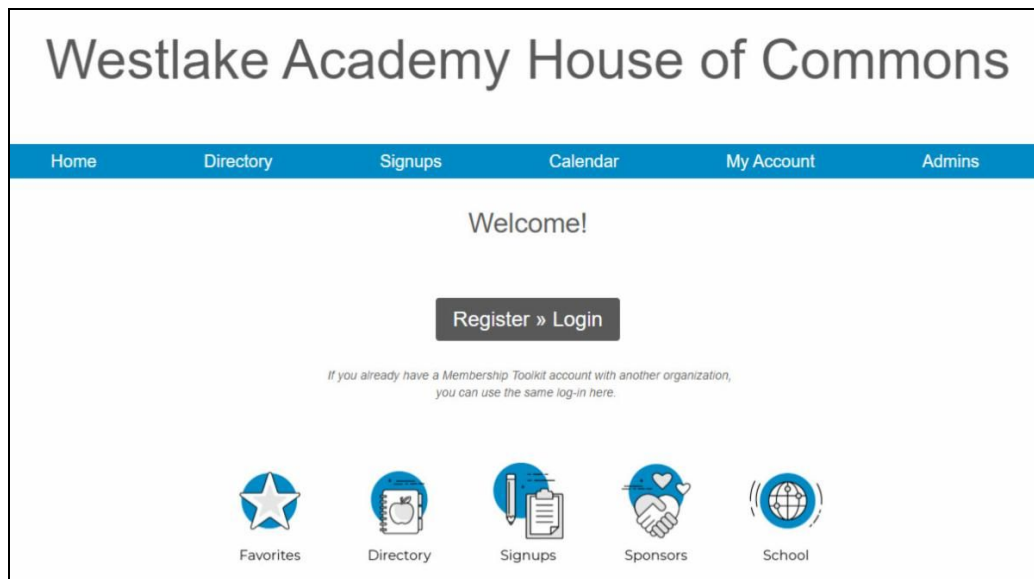 Westlake Academy House of Commons
Home Directory Signups Calendar My Account Admins
Welcome!
Register » Login
If you already have a Membership Toolkit account with another organization,
you can use the same log-in here.
Favorites Directory Signups Sponsors School